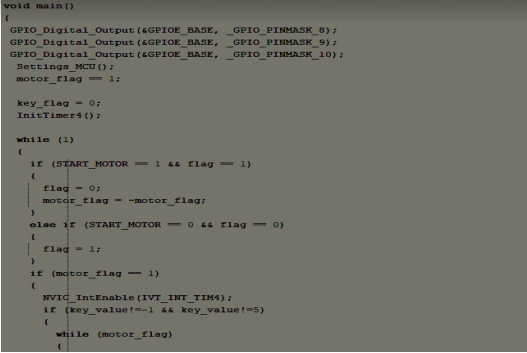 void main()
{
GPIO_Digital_Output(&GPIOE_BASE, _GPIO_PINMASK_8);
GPIO_Digital_Output(&GPIOE_BASE, _GPIO_PINMASK_9);
GPIO_Digital_Output(&GPIOE_BASE, _GPIO_PINMASK_10);
Settings_MCU();
motor_flag == 1;
key_flag = 0;
InitTimer4();
while (1)
{
if (START_MOTOR == 1 && flag == 1)
{
flag = 0;
motor_flag = ~motor_flag;
}
else if (START_MOTOR == 0 && flag == 0)
{
flag = 1;
}
if (motor_flag == 1)
{
NVIC_IntEnable(IVT_INT_TIM4);
if (key_value!=-1 && key_value!=5)
{
while (motor_flag)
{